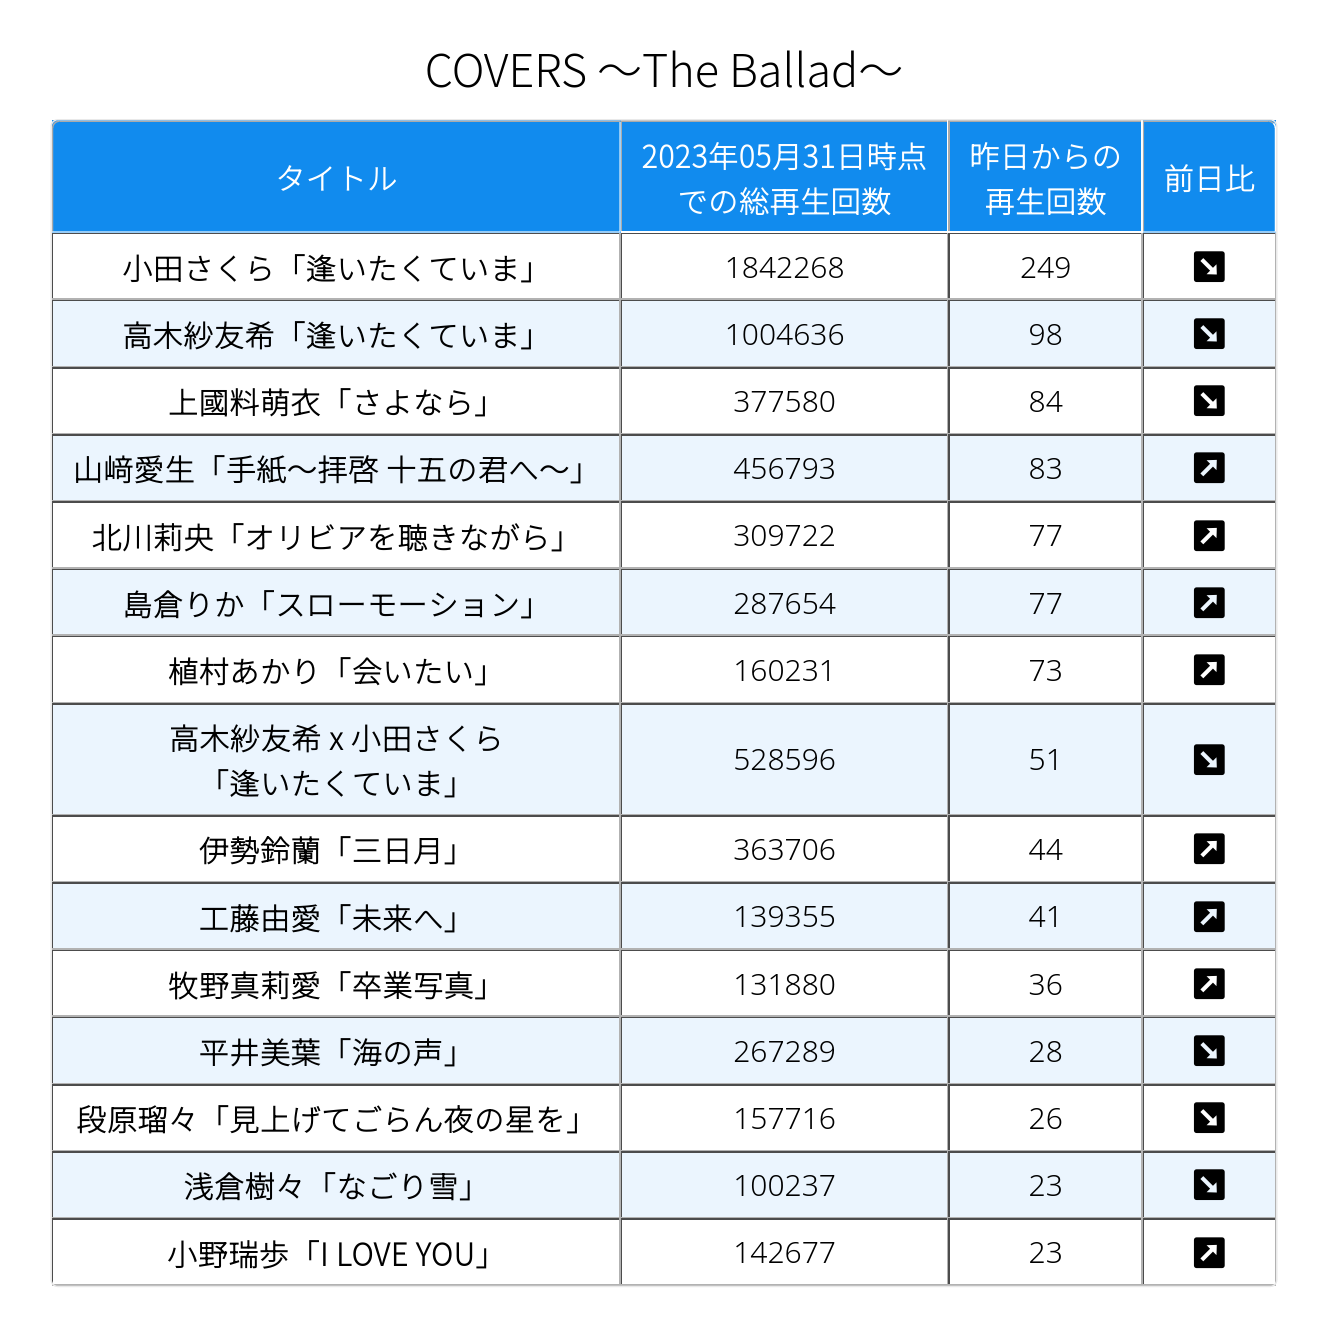 COVERS ～The Ballad～
タイトル
2023年05月31日時点
での総再生回数
昨日からの
再生回数
前日比
小田さくら「逢いたくていま」 1842268 249 ↘
高木紗友希「逢いたくていま」 1004636 98 ↘
上國料萌衣「さよなら」 377580 84 ↘
山﨑愛生「手紙～拝啓 十五の君へ～」 456793 83 ↗
北川莉央「オリビアを聴きながら」 309722 77 ↗
島倉りか「スローモーション」 287654 77 ↗
植村あかり「会いたい」 160231 73 ↗
高木紗友希 x 小田さくら
「逢いたくていま」 528596 51 ↘
伊勢鈴蘭「三日月」 363706 44 ↗
工藤由愛「未来へ」 139355 41 ↗
牧野真莉愛「卒業写真」 131880 36 ↗
平井美葉「海の声」 267289 28 ↘
段原瑠々「見上げてごらん夜の星を」 157716 26 ↘
浅倉樹々「なごり雪」 100237 23 ↘
小野瑞歩「I LOVE YOU」 142677 23 ↗